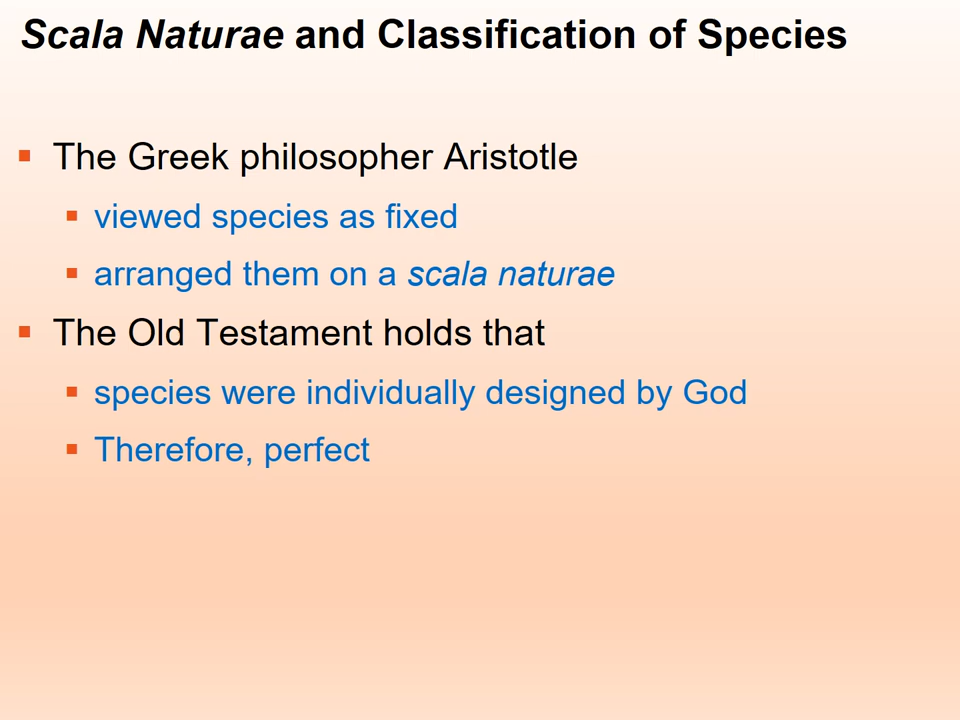 Scala Naturae and Classification of Species
The Greek philosopher Aristotle
viewed species as fixed
arranged them on a scala naturae
The Old Testament holds that
species were individually designed by God
Therefore, perfect